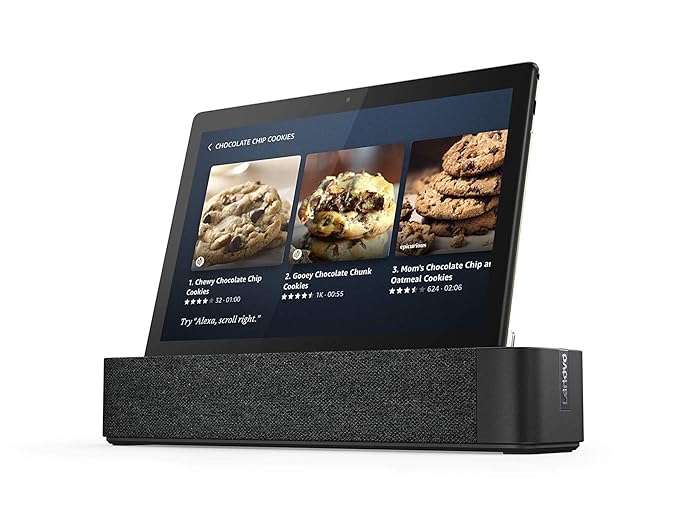 CHOCOLATE CHIP COOKIES
1. Chewy Chocolate Chip
Cookies
32 · 01:00
2. Gooey Chocolate Chunk
Cookies
1K · 00:55
epicurious
3. Mom's Chocolate Chip an
Oatmeal Cookies
624 · 02:06
Try "Alexa, scroll right."
Lenovo